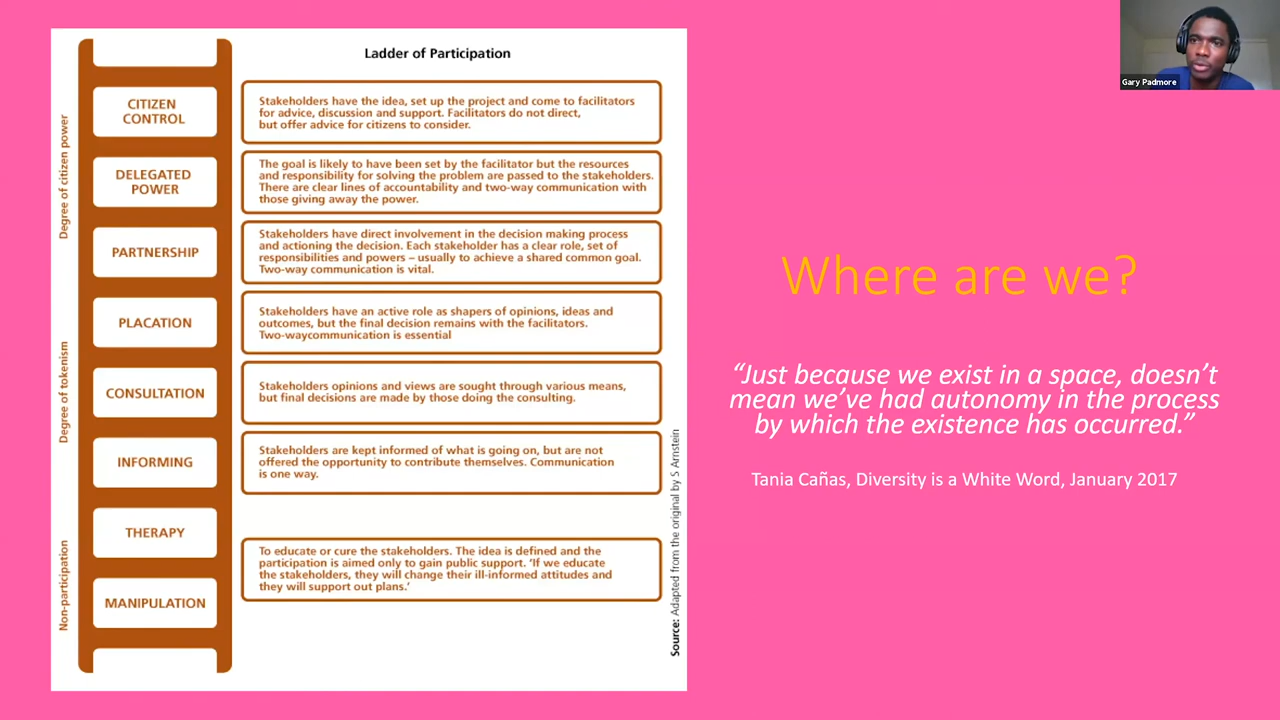 Ladder of Participation
Degree of citizen power
CITIZEN
CONTROL
Stakeholders have the idea, set up the project and come to facilitators
for advice, discussion and support. Facilitators do not direct,
but offer advice for citizens to consider.
DELEGATED
POWER
The goal is likely to have been set by the facilitator but the resources
and responsibility for solving the problem are passed to the stakeholders.
There are clear lines of accountability and two-way communication with
those giving away the power.
PARTNERSHIP
Stakeholders have direct involvement in the decision making process
and actioning the decision. Each stakeholder has a clear role, set of
responsibilities and powers – usually to achieve a shared common goal.
Two-way communication is vital.
Degree of tokenism
PLACATION
Stakeholders have an active role as shapers of opinions, ideas and
outcomes, but the final decision remains with the facilitators.
Two-waycommunication is essential
CONSULTATION
Stakeholders opinions and views are sought through various means,
but final decisions are made by those doing the consulting.
INFORMING
Stakeholders are kept informed of what is going on, but are not
offered the opportunity to contribute themselves. Communication
is one way.
Non-participation
THERAPY
MANIPULATION
To educate or cure the stakeholders. The idea is defined and the
participation is aimed only to gain public support. ‘If we educate
the stakeholders, they will change their ill-informed attitudes and
they will support out plans.’
Source: Adapted from the original by S Arnstein
Where are we?
“Just because we exist in a space, doesn’t
mean we’ve had autonomy in the process
by which the existence has occurred.”
Tania Cañas, Diversity is a White Word, January 2017
Gary Padmore